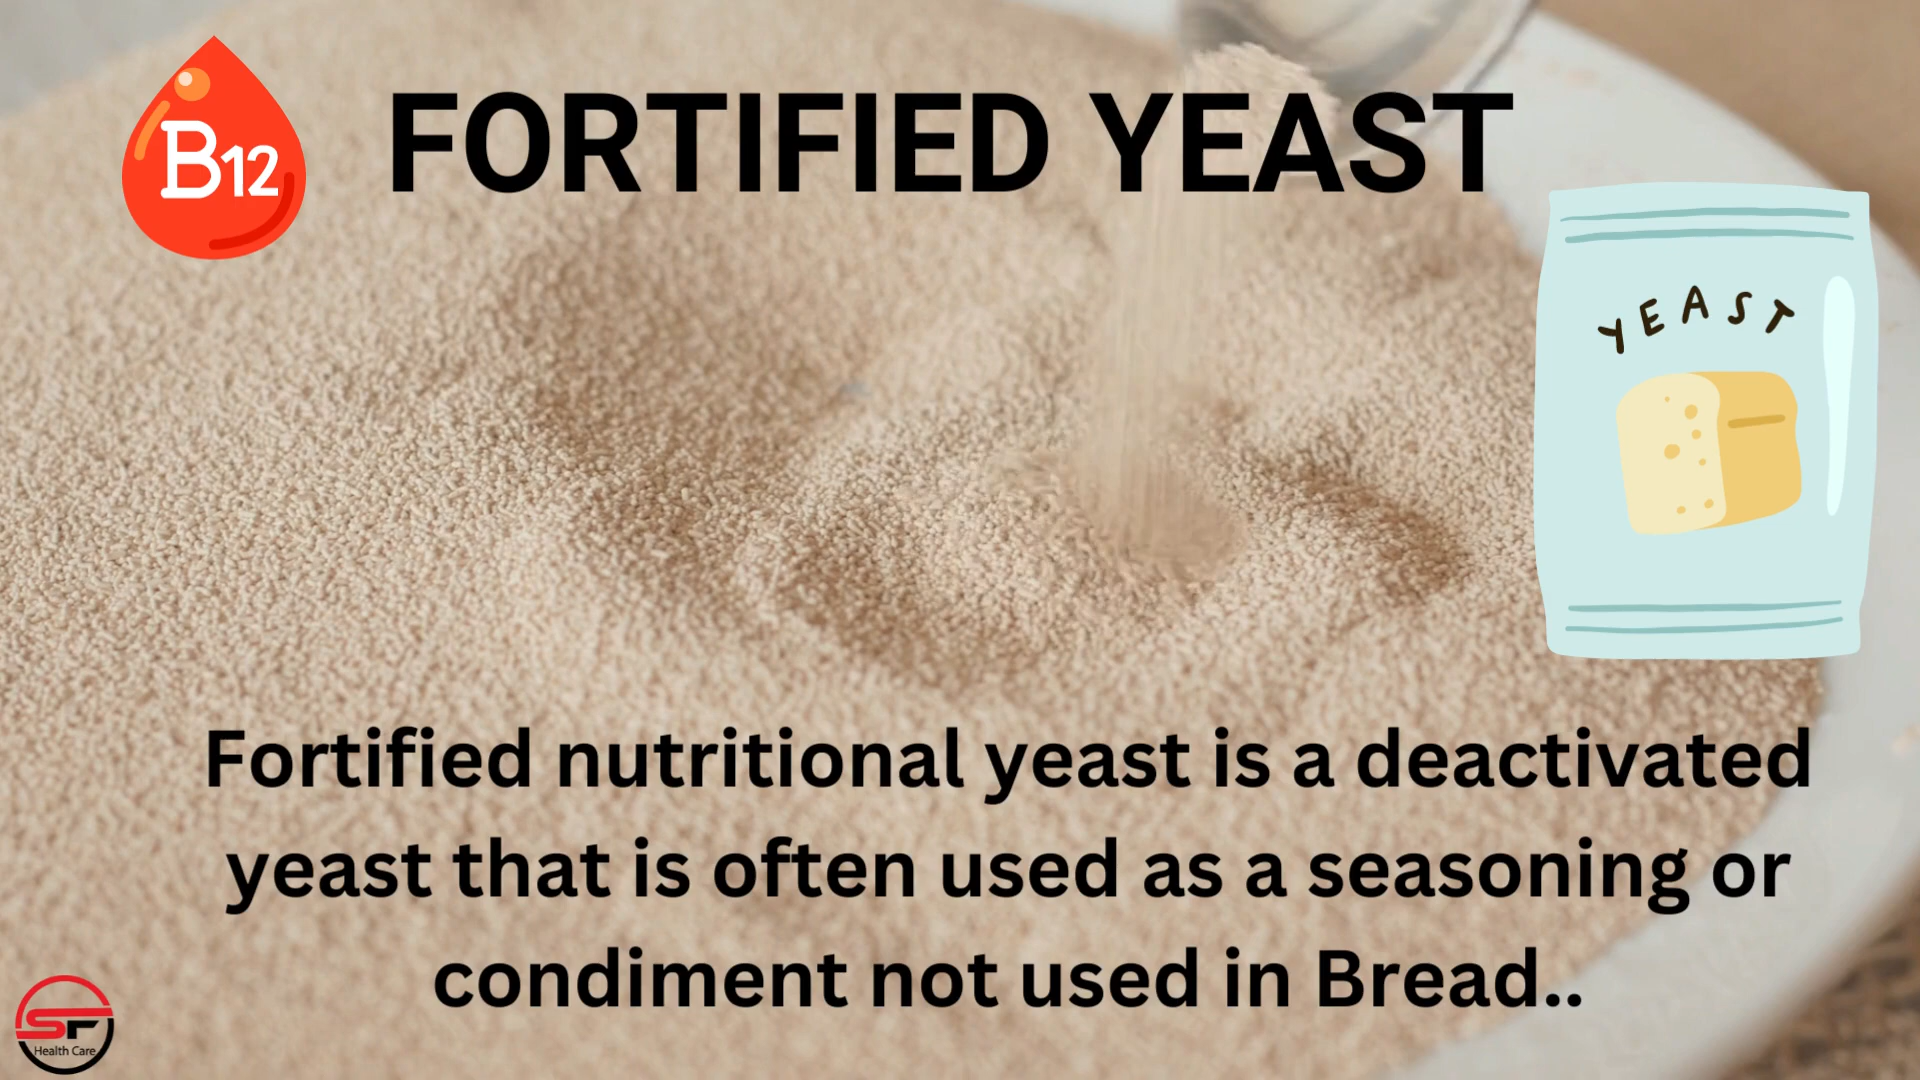 B12
FORTIFIED YEAST
YEAST
Fortified nutritional yeast is a deactivated
yeast that is often used as a seasoning or
condiment not used in Bread..
SF
Health Care